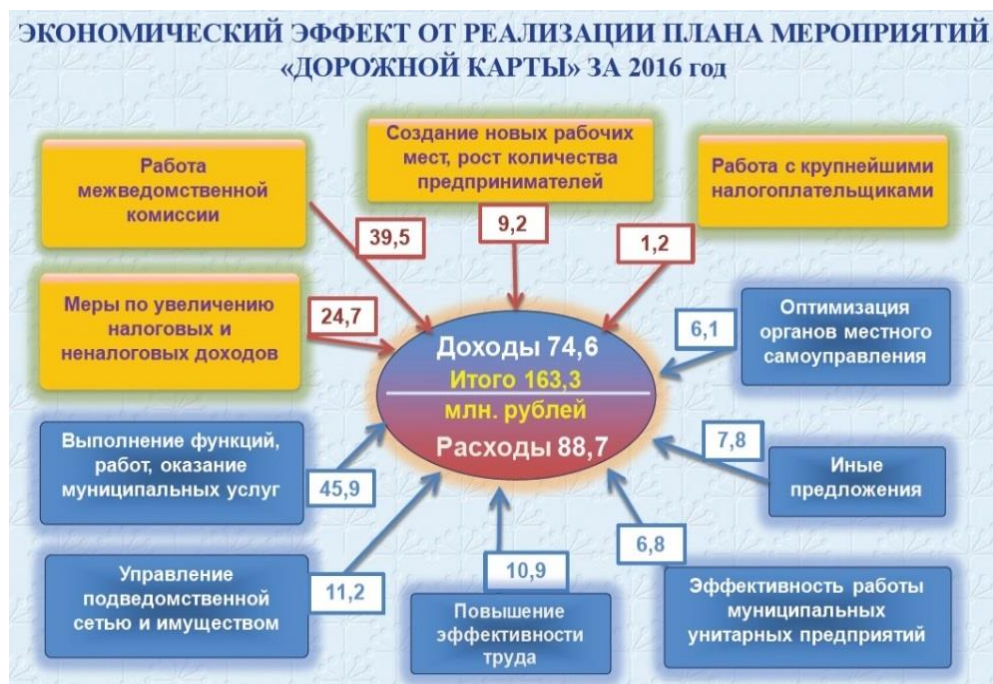 ЭКОНОМИЧЕСКИЙ ЭФФЕКТ ОТ РЕАЛИЗАЦИИ ПЛАНА МЕРОПРИЯТИЙ
«ДОРОЖНОЙ КАРТЫ» ЗА 2016 год
Работа
межведомственной
комиссии
39,5
Создание новых рабочих
мест, рост количества
предпринимателей
9,2
Работа с крупнейшими
налогоплательщиками
1,2
Меры по увеличению
налоговых и
неналоговых доходов
24,7
Доходы 74,6
Итого 163,3
млн. рублей
Расходы 88,7
6,1
Оптимизация
органов местного
самоуправления
Выполнение функций,
работ, оказание
муниципальных услуг
45,9
7,8
Иные
предложения
Управление
подведомственной
сетью и имуществом
11,2
10,9
Повышение
эффективности
труда
6,8
Эффективность работы
муниципальных
унитарных предприятий